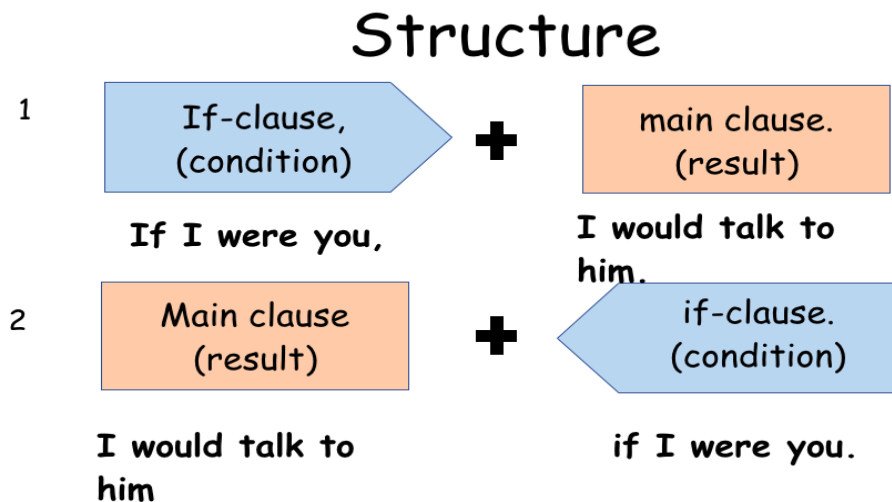 Structure
1
If-clause,
(condition)
+
main clause.
(result)
If I were you,
I would talk to
him.
2
Main clause
(result)
+
if-clause.
(condition)
I would talk to
him
if I were you.